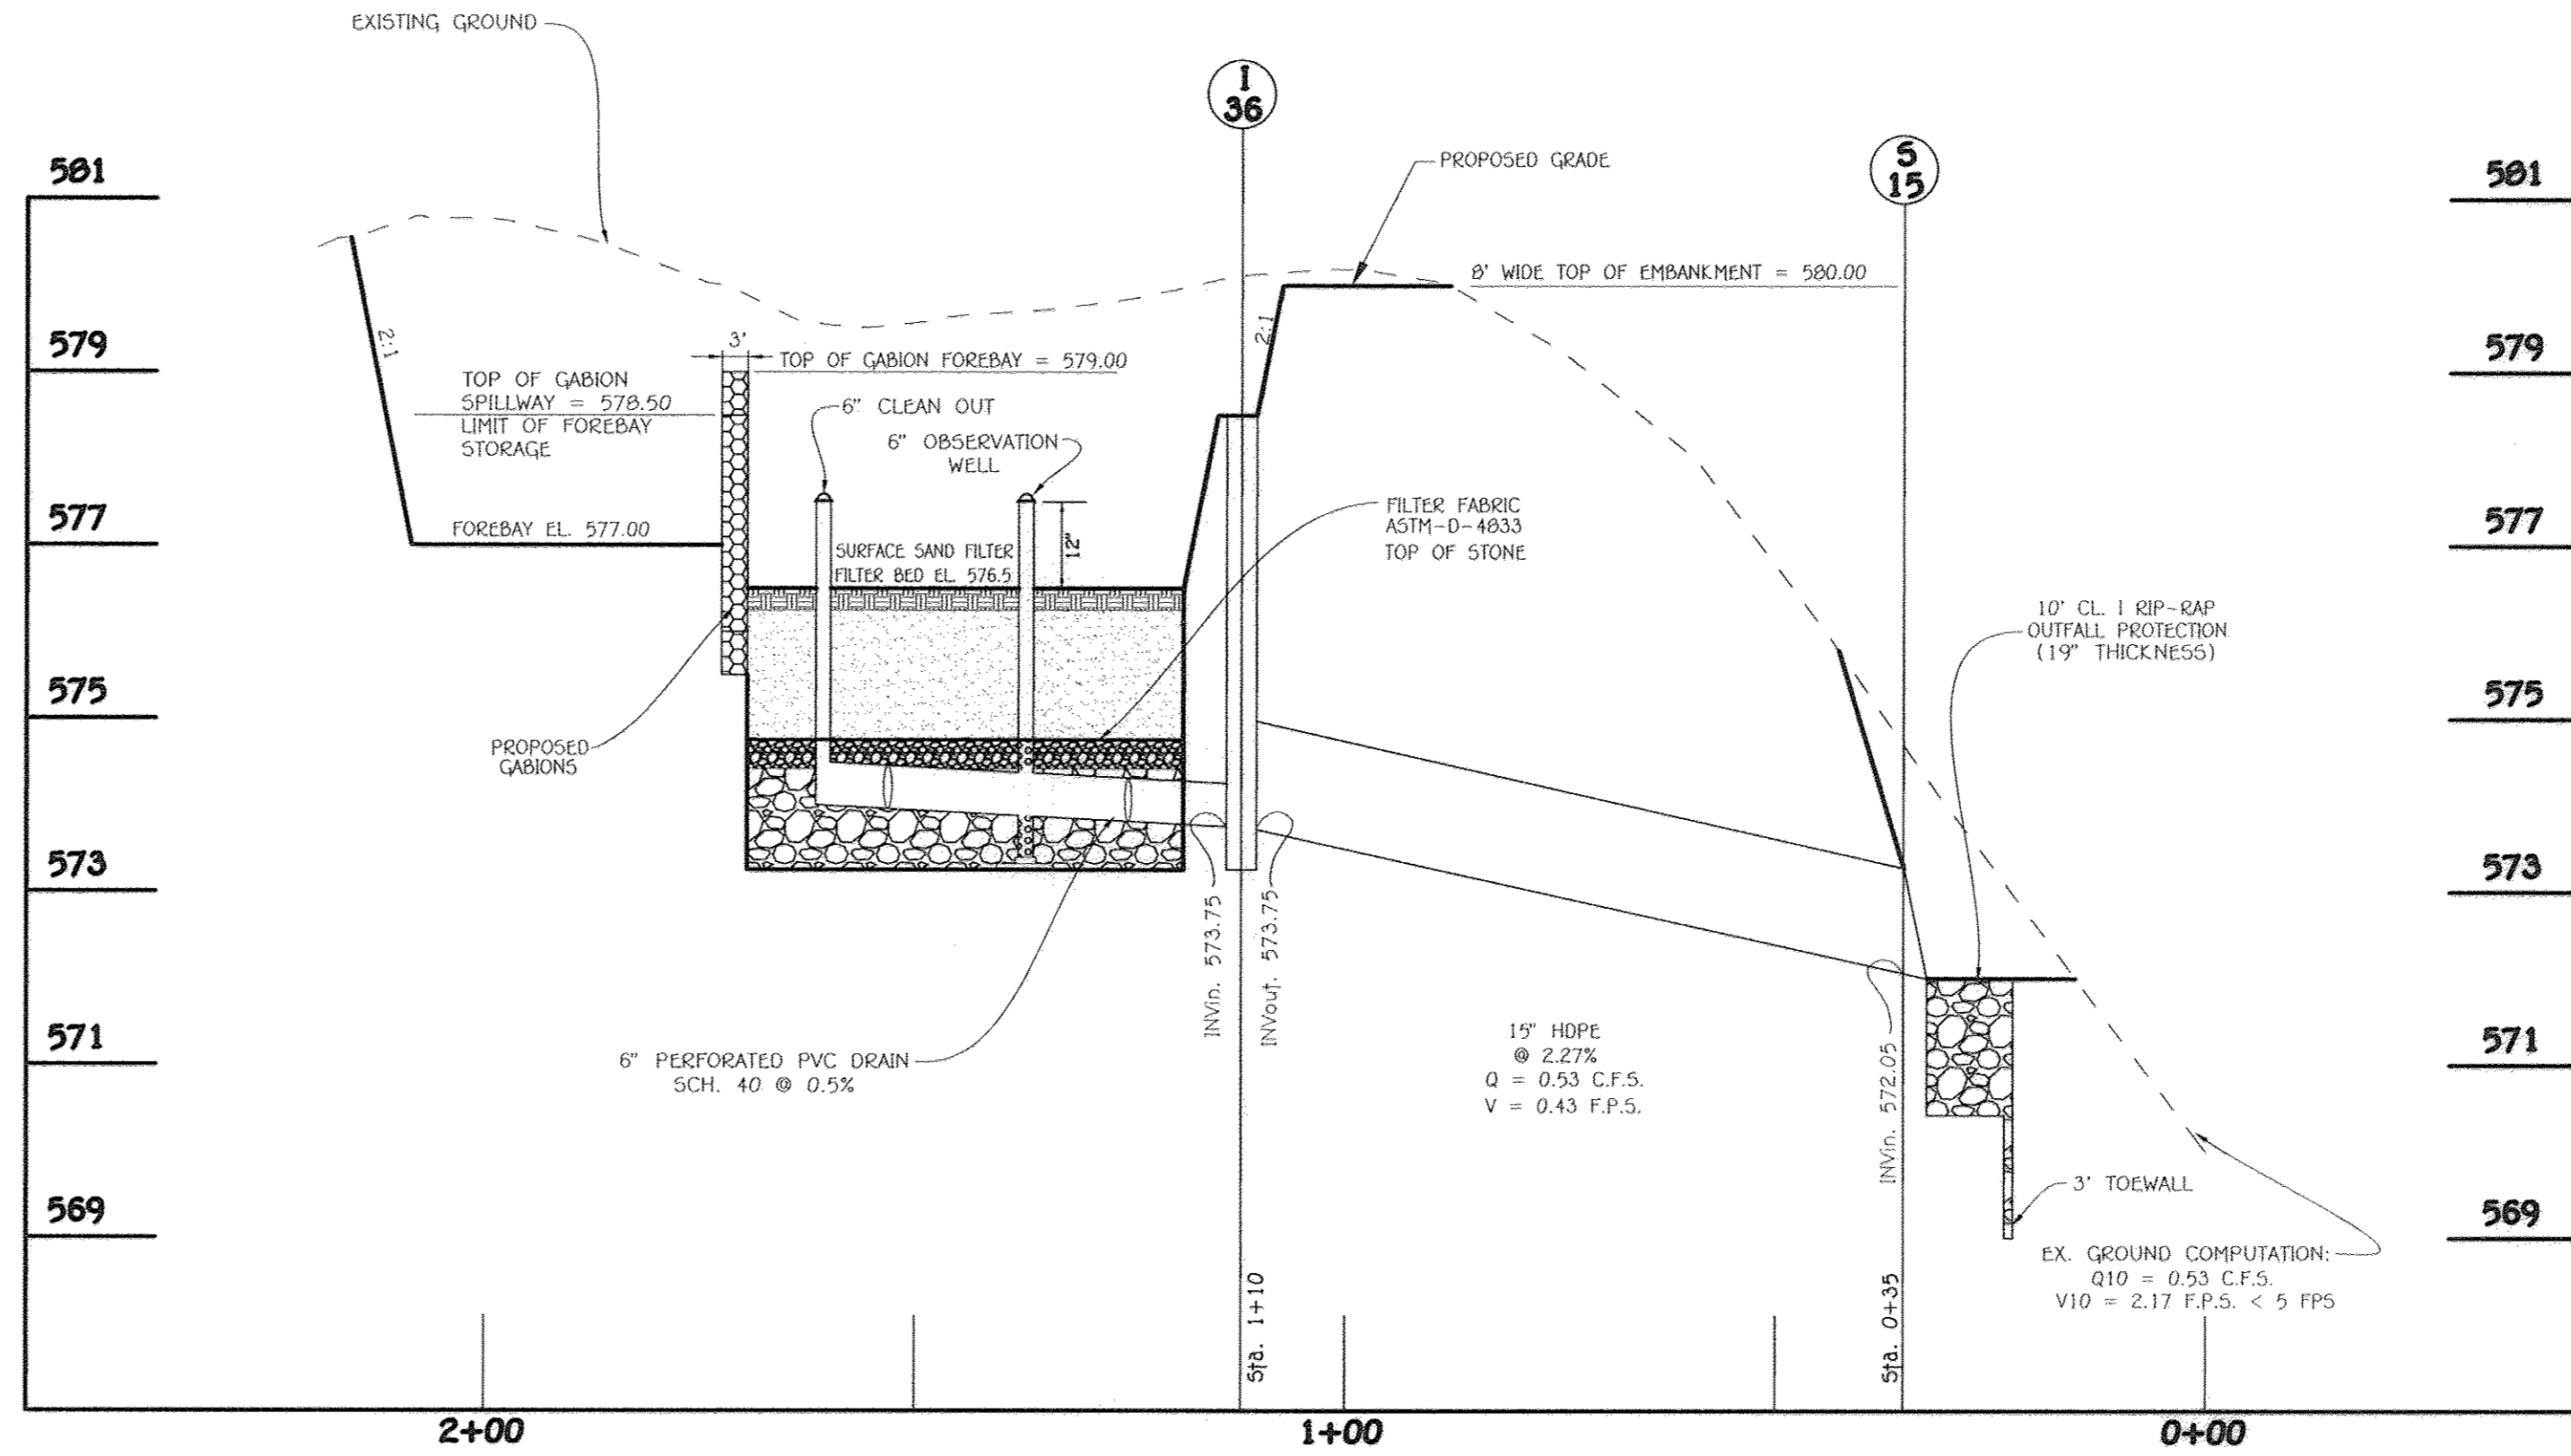 EXISTING GROUND
I
36
PROPOSED GRADE
S
15
581
581
8' WIDE TOP OF EMBANKMENT = 580.00
2:1
2:1
579
579
3'
TOP OF GABION FOREBAY = 579.00
TOP OF GABION
SPILLWAY = 578.50
LIMIT OF FOREBAY
STORAGE
6" CLEAN OUT
6" OBSERVATION
WELL
577
577
FOREBAY EL. 577.00
12"
SURFACE SAND FILTER
FILTER BED EL. 576.5
FILTER FABRIC
ASTM-D-4833
TOP OF STONE
10' CL. I RIP-RAP
OUTFALL PROTECTION
(19" THICKNESS)
575
575
PROPOSED
GABIONS
573
573
INVin. 573.75
INVout. 573.75
571
571
6" PERFORATED PVC DRAIN
SCH. 40 @ 0.5%
15" HDPE
@ 2.27%
Q = 0.53 C.F.S.
V = 0.43 F.P.S.
INVin. 572.05
569
569
3' TOEWALL
EX. GROUND COMPUTATION:
Q10 = 0.53 C.F.S.
V10 = 2.17 F.P.S. < 5 FPS
Sta. 1+10
Sta. 0+35
2+00
1+00
0+00